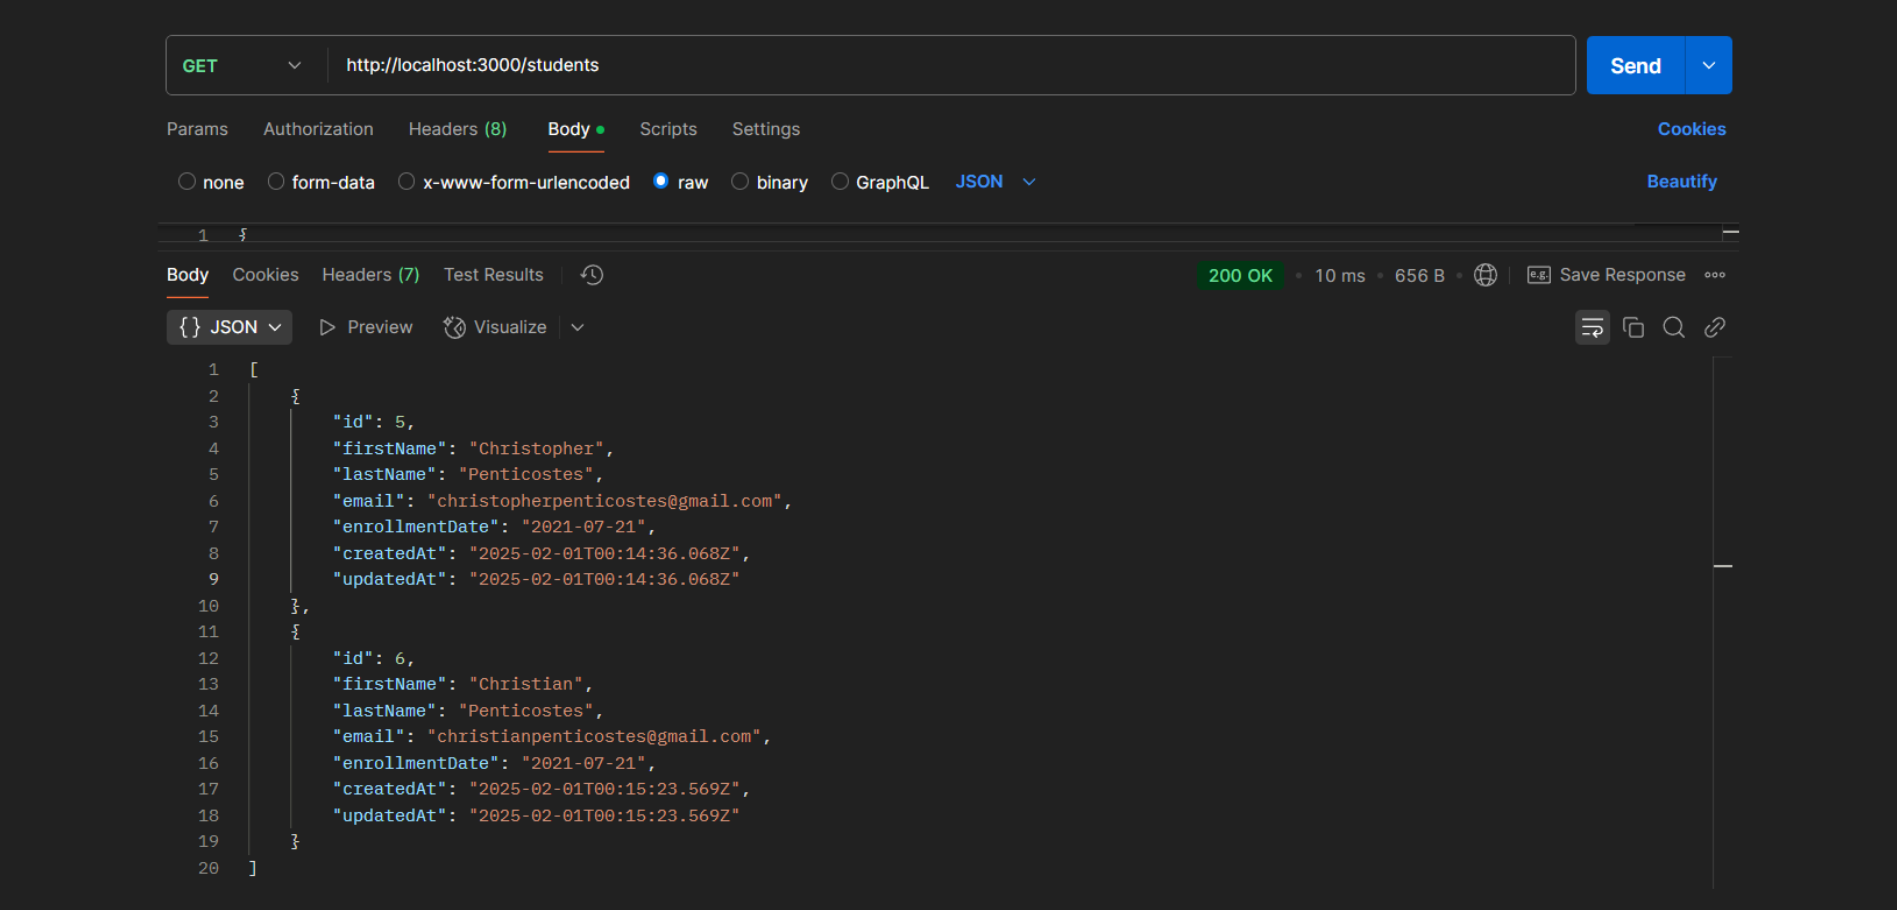 GET http://localhost:3000/students Send
Params Authorization Headers (8) Body Scripts Settings Cookies
none form-data x-www-form-urlencoded raw binary GraphQL JSON Beautify
1 {
Body Cookies Headers (7) Test Results 200 OK 10 ms 656 B e.g. Save Response
{} JSON Preview Visualize
1 [
2 {
3 "id": 5,
4 "firstName": "Christopher",
5 "lastName": "Penticostes",
6 "email": "christopherpenticostes@gmail.com",
7 "enrollmentDate": "2021-07-21",
8 "createdAt": "2025-02-01T00:14:36.068Z",
9 "updatedAt": "2025-02-01T00:14:36.068Z"
10 },
11 {
12 "id": 6,
13 "firstName": "Christian",
14 "lastName": "Penticostes",
15 "email": "christianpenticostes@gmail.com",
16 "enrollmentDate": "2021-07-21",
17 "createdAt": "2025-02-01T00:15:23.569Z",
18 "updatedAt": "2025-02-01T00:15:23.569Z"
19 }
20 ]